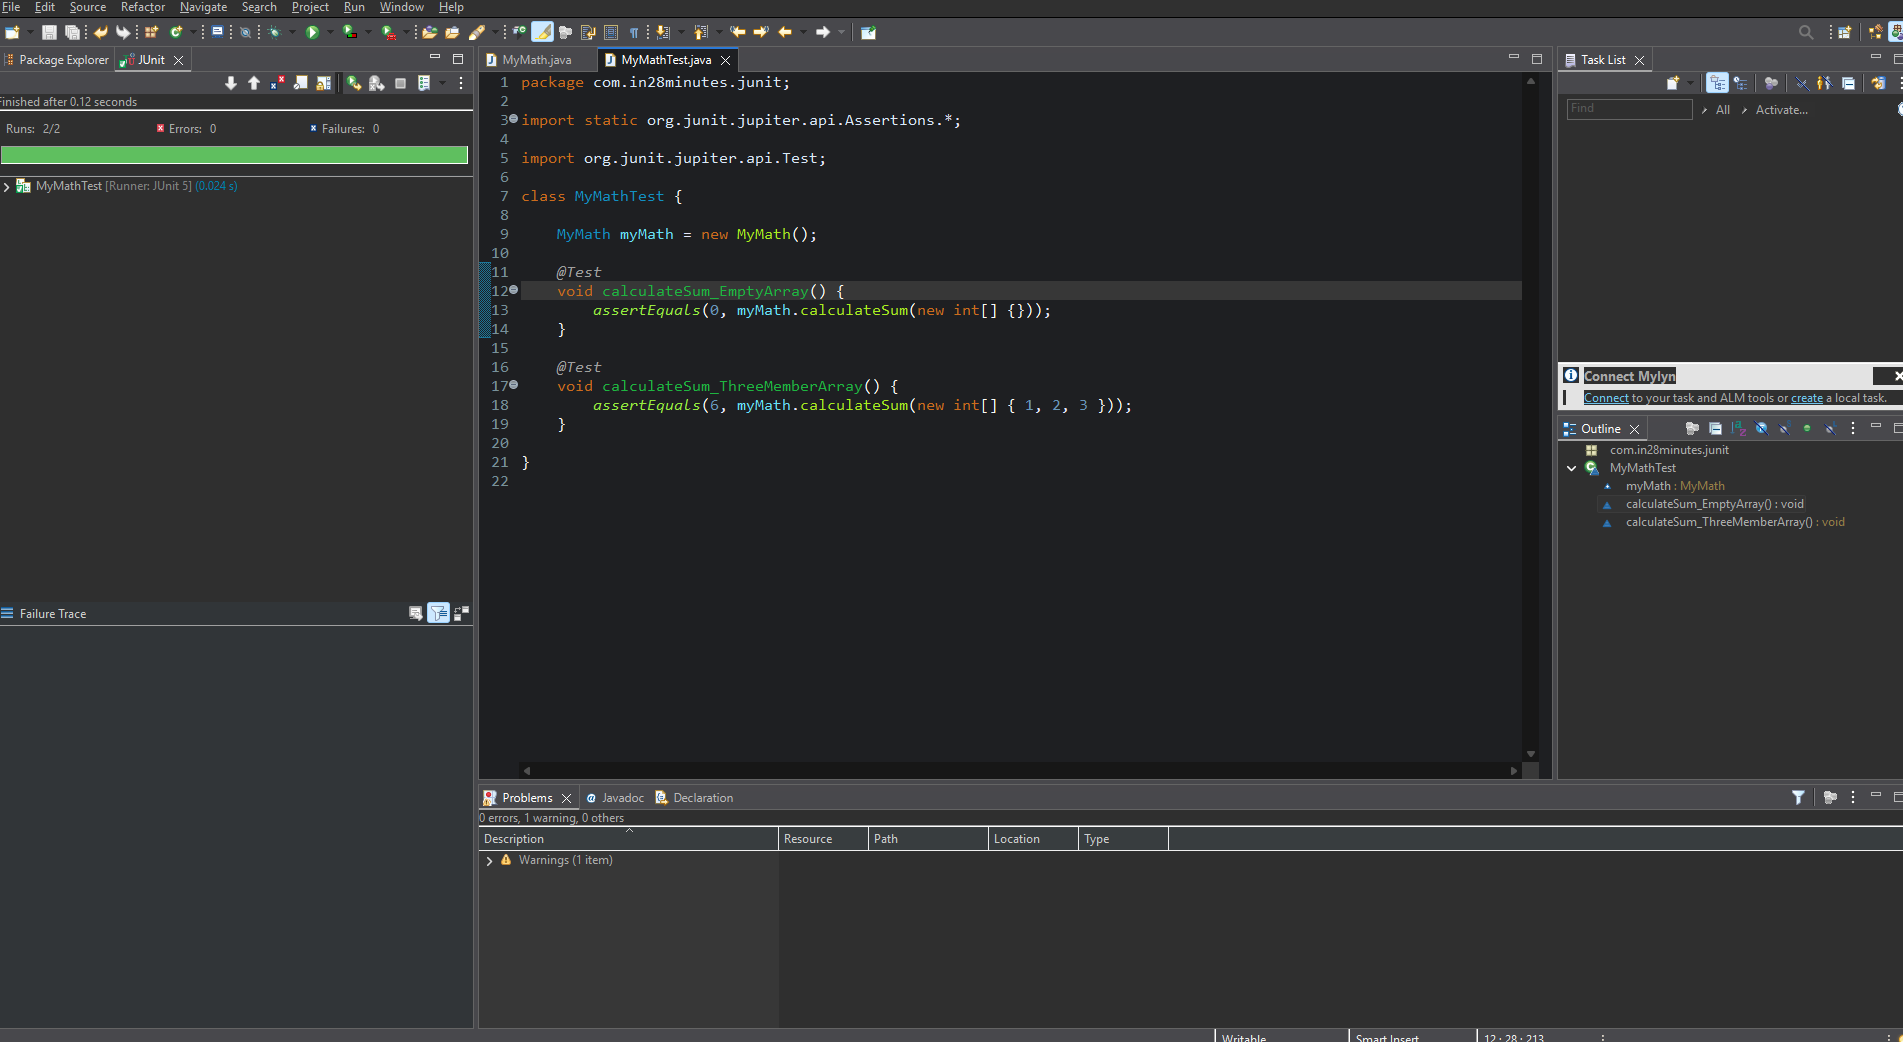 File Edit Source Refactor Navigate Search Project Run Window Help
Package Explorer JUnit
Finished after 0.12 seconds
Runs: 2/2 Errors: 0 Failures: 0
MyMathTest [Runner: JUnit 5] (0.024 s)
Failure Trace
MyMath.java MyMathTest.java
1 package com.in28minutes.junit;
2
3 import static org.junit.jupiter.api.Assertions.*;
4
5 import org.junit.jupiter.api.Test;
6
7 class MyMathTest {
8
9 MyMath myMath = new MyMath();
10
11 @Test
12 void calculateSum_EmptyArray() {
13 assertEquals(0, myMath.calculateSum(new int[] {}));
14 }
15
16 @Test
17 void calculateSum_ThreeMemberArray() {
18 assertEquals(6, myMath.calculateSum(new int[] { 1, 2, 3 }));
19 }
20
21 }
22
Task List
Find All Activate...
Connect Mylyn
Connect to your task and ALM tools or create a local task.
Outline
com.in28minutes.junit
MyMathTest
myMath : MyMath
calculateSum_EmptyArray() : void
calculateSum_ThreeMemberArray() : void
Problems Javadoc Declaration
0 errors, 1 warning, 0 others
Description Resource Path Location Type
Warnings (1 item)
Writable Smart Insert 12 : 28 : 213